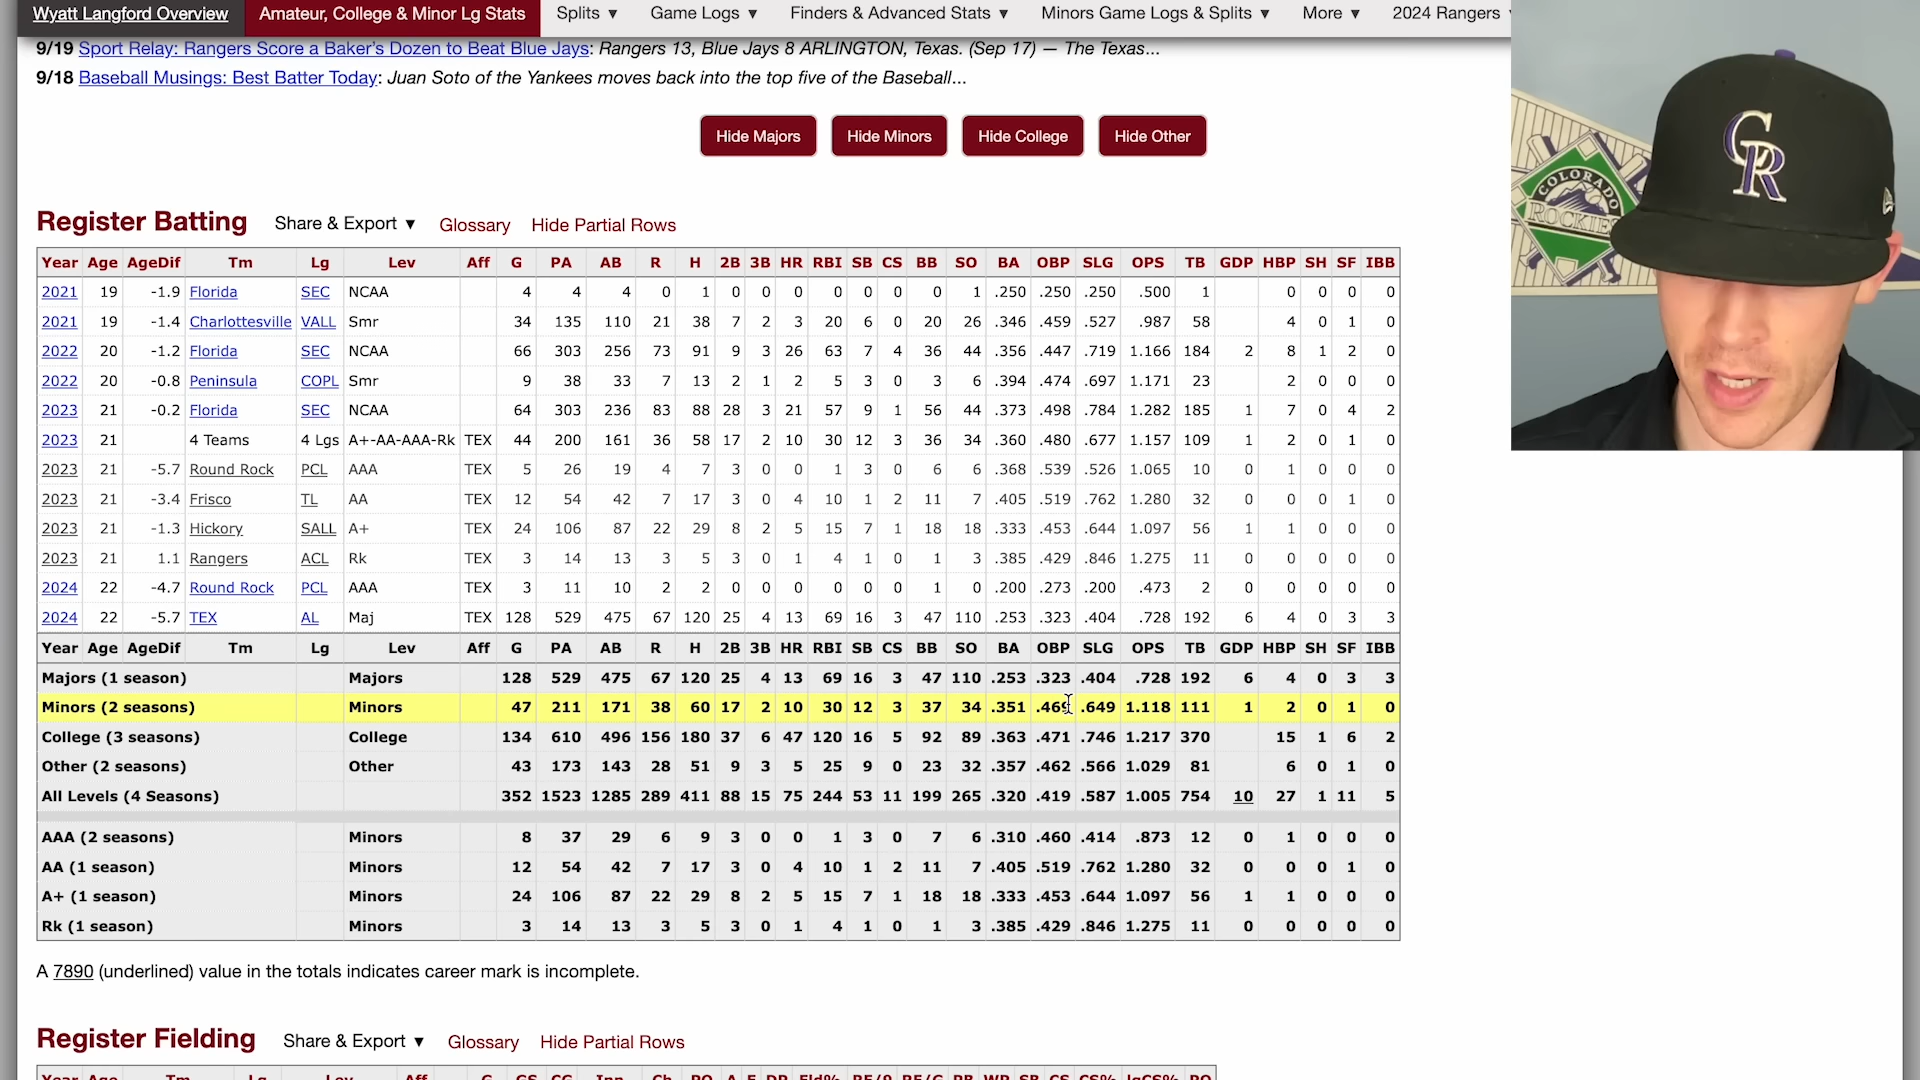 Wyatt Langford Overview Amateur, College & Minor Lg Stats Splits ▼ Game Logs ▼ Finders & Advanced Stats ▼ Minors Game Logs & Splits ▼ More ▼ 2024 Rangers
9/19 Sport Relay: Rangers Score a Baker's Dozen to Beat Blue Jays: Rangers 13, Blue Jays 8 ARLINGTON, Texas. (Sep 17) — The Texas...
9/18 Baseball Musings: Best Batter Today: Juan Soto of the Yankees moves back into the top five of the Baseball...
Hide Majors Hide Minors Hide College Hide Other
Register Batting Share & Export ▼ Glossary Hide Partial Rows
Year Age AgeDif Tm Lg Lev Aff G PA AB R H 2B 3B HR RBI SB CS BB SO BA OBP SLG OPS TB GDP HBP SH SF IBB
2021 19 -1.9 Florida SEC NCAA 4 4 4 0 1 0 0 0 0 0 0 0 1 .250 .250 .250 .500 1 0 0 0 0
2021 19 -1.4 Charlottesville VALL Smr 34 135 110 21 38 7 2 3 20 6 0 20 26 .346 .459 .527 .987 58 4 0 1 0
2022 20 -1.2 Florida SEC NCAA 66 303 256 73 91 9 3 26 63 7 4 36 44 .356 .447 .719 1.166 184 2 8 1 2 0
2022 20 -0.8 Peninsula COPL Smr 9 38 33 7 13 2 1 2 5 3 0 3 6 .394 .474 .697 1.171 23 2 0 0 0
2023 21 -0.2 Florida SEC NCAA 64 303 236 83 88 28 3 21 57 9 1 56 44 .373 .498 .784 1.282 185 1 7 0 4 2
2023 21 4 Teams 4 Lgs A+-AA-AAA-Rk TEX 44 200 161 36 58 17 2 10 30 12 3 36 34 .360 .480 .677 1.157 109 1 2 0 1 0
2023 21 -5.7 Round Rock PCL AAA TEX 5 26 19 4 7 3 0 0 1 3 0 6 6 .368 .539 .526 1.065 10 0 1 0 0 0
2023 21 -3.4 Frisco TL AA TEX 12 54 42 7 17 3 0 4 10 1 2 11 7 .405 .519 .762 1.280 32 0 0 0 1 0
2023 21 -1.3 Hickory SALL A+ TEX 24 106 87 22 29 8 2 5 15 7 1 18 18 .333 .453 .644 1.097 56 1 1 0 0 0
2023 21 1.1 Rangers ACL Rk TEX 3 14 13 3 5 3 0 1 4 1 0 1 3 .385 .429 .846 1.275 11 0 0 0 0 0
2024 22 -4.7 Round Rock PCL AAA TEX 3 11 10 2 2 0 0 0 0 0 0 1 0 .200 .273 .200 .473 2 0 0 0 0 0
2024 22 -5.7 TEX AL Maj TEX 128 529 475 67 120 25 4 13 69 16 3 47 110 .253 .323 .404 .728 192 6 4 0 3 3
Year Age AgeDif Tm Lg Lev Aff G PA AB R H 2B 3B HR RBI SB CS BB SO BA OBP SLG OPS TB GDP HBP SH SF IBB
Majors (1 season) Majors 128 529 475 67 120 25 4 13 69 16 3 47 110 .253 .323 .404 .728 192 6 4 0 3 3
Minors (2 seasons) Minors 47 211 171 38 60 17 2 10 30 12 3 37 34 .351 .469 .649 1.118 111 1 2 0 1 0
College (3 seasons) College 134 610 496 156 180 37 6 47 120 16 5 92 89 .363 .471 .746 1.217 370 15 1 6 2
Other (2 seasons) Other 43 173 143 28 51 9 3 5 25 9 0 23 32 .357 .462 .566 1.029 81 6 0 1 0
All Levels (4 Seasons) 352 1523 1285 289 411 88 15 75 244 53 11 199 265 .320 .419 .587 1.005 754 10 27 1 11 5
AAA (2 seasons) Minors 8 37 29 6 9 3 0 0 1 3 0 7 6 .310 .460 .414 .873 12 0 1 0 0 0
AA (1 season) Minors 12 54 42 7 17 3 0 4 10 1 2 11 7 .405 .519 .762 1.280 32 0 0 0 1 0
A+ (1 season) Minors 24 106 87 22 29 8 2 5 15 7 1 18 18 .333 .453 .644 1.097 56 1 1 0 0 0
Rk (1 season) Minors 3 14 13 3 5 3 0 1 4 1 0 1 3 .385 .429 .846 1.275 11 0 0 0 0 0
A 7890 (underlined) value in the totals indicates career mark is incomplete.
Register Fielding Share & Export ▼ Glossary Hide Partial Rows
Year Age Tm Lg Lev Aff G GS CG Inn Ch PO A E DP Fld% RF/9 RF/G PB WP SB CS CS% lgCS% PO
CR
COLORADO
ROCKIES